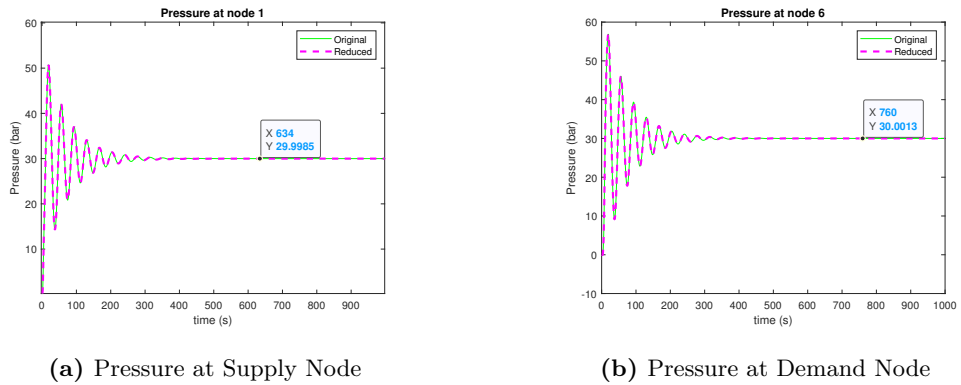 Pressure at node 1
60
50
40
30
20
10
Pressure (bar)
Original
Reduced
X 634
Y 29.9985
0 100 200 300 400 500 600 700 800 900
time (s)
(a) Pressure at Supply Node
Pressure at node 6
60
50
40
30
20
10
0
-10
Pressure (bar)
Original
Reduced
X 760
Y 30.0013
0 100 200 300 400 500 600 700 800 900 1000
time (s)
(b) Pressure at Demand Node